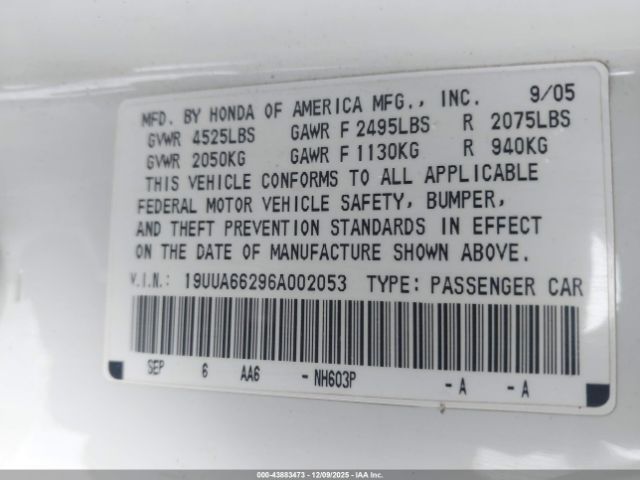 MFD. BY HONDA OF AMERICA MFG., INC. 9/05
GVWR 4525LBS GAWR F 2495LBS R 2075LBS
GVWR 2050KG GAWR F 1130KG R 940KG
THIS VEHICLE CONFORMS TO ALL APPLICABLE
FEDERAL MOTOR VEHICLE SAFETY, BUMPER,
AND THEFT PREVENTION STANDARDS IN EFFECT
ON THE DATE OF MANUFACTURE SHOWN ABOVE.
V.I.N.: 19UUA66296A002053 TYPE: PASSENGER CAR
SEP 6 AA6 - NH603P - A - A
000-43883473 - 12/09/2025 - IAA Corp.